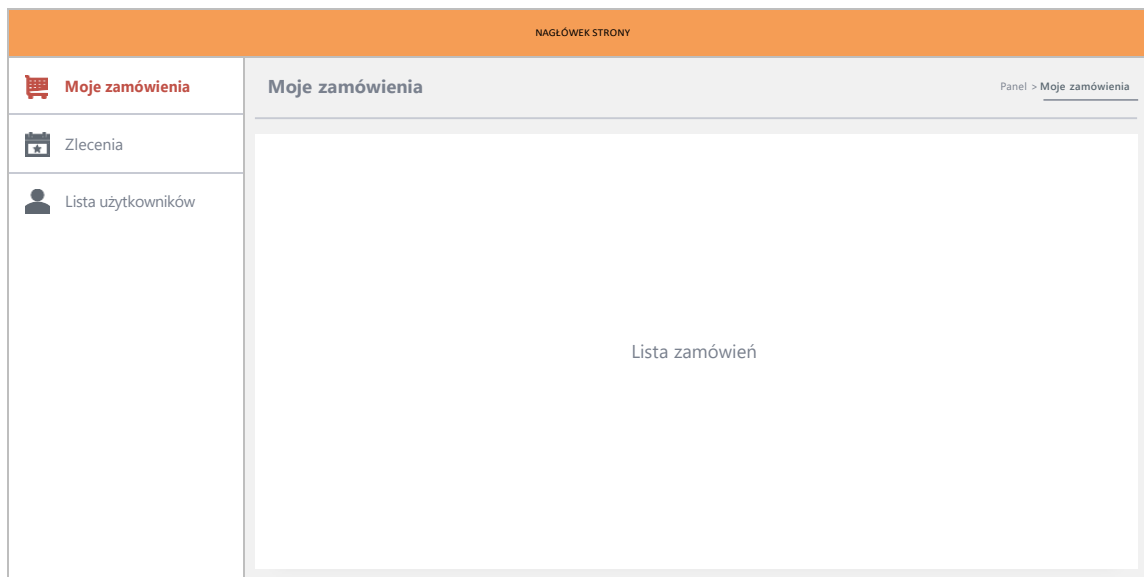 NAGŁÓWEK STRONY
Moje zamówienia
Zlecenia
Lista użytkowników
Moje zamówienia
Panel > Moje zamówienia
Lista zamówień